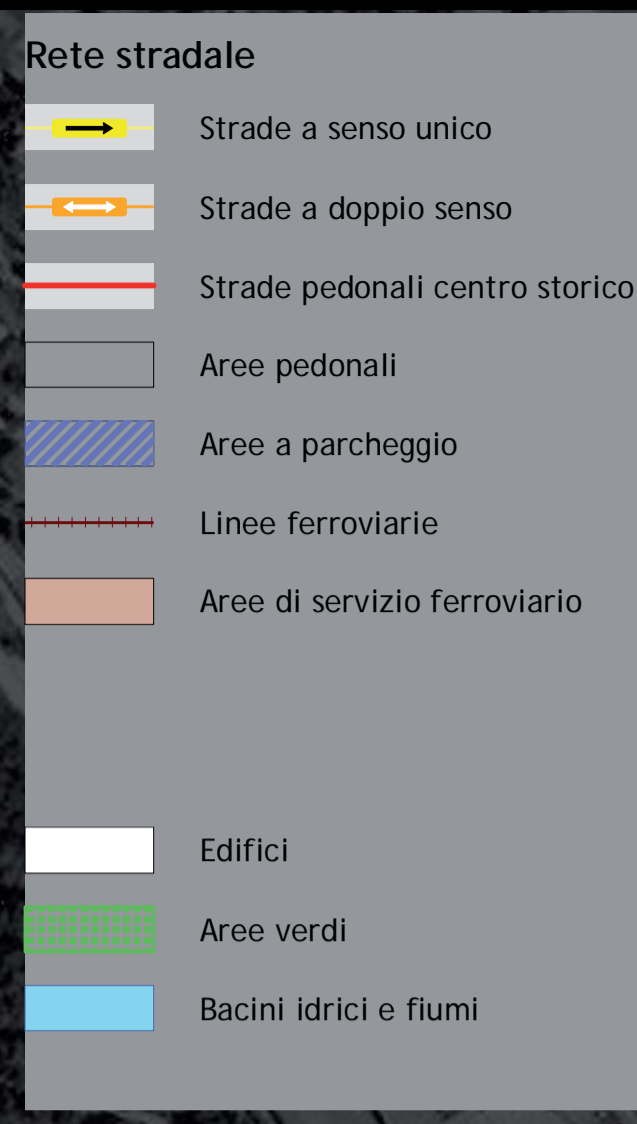 Rete stradale
Strade a senso unico
Strade a doppio senso
Strade pedonali centro storico
Aree pedonali
Aree a parcheggio
Linee ferroviarie
Aree di servizio ferroviario
Edifici
Aree verdi
Bacini idrici e fiumi